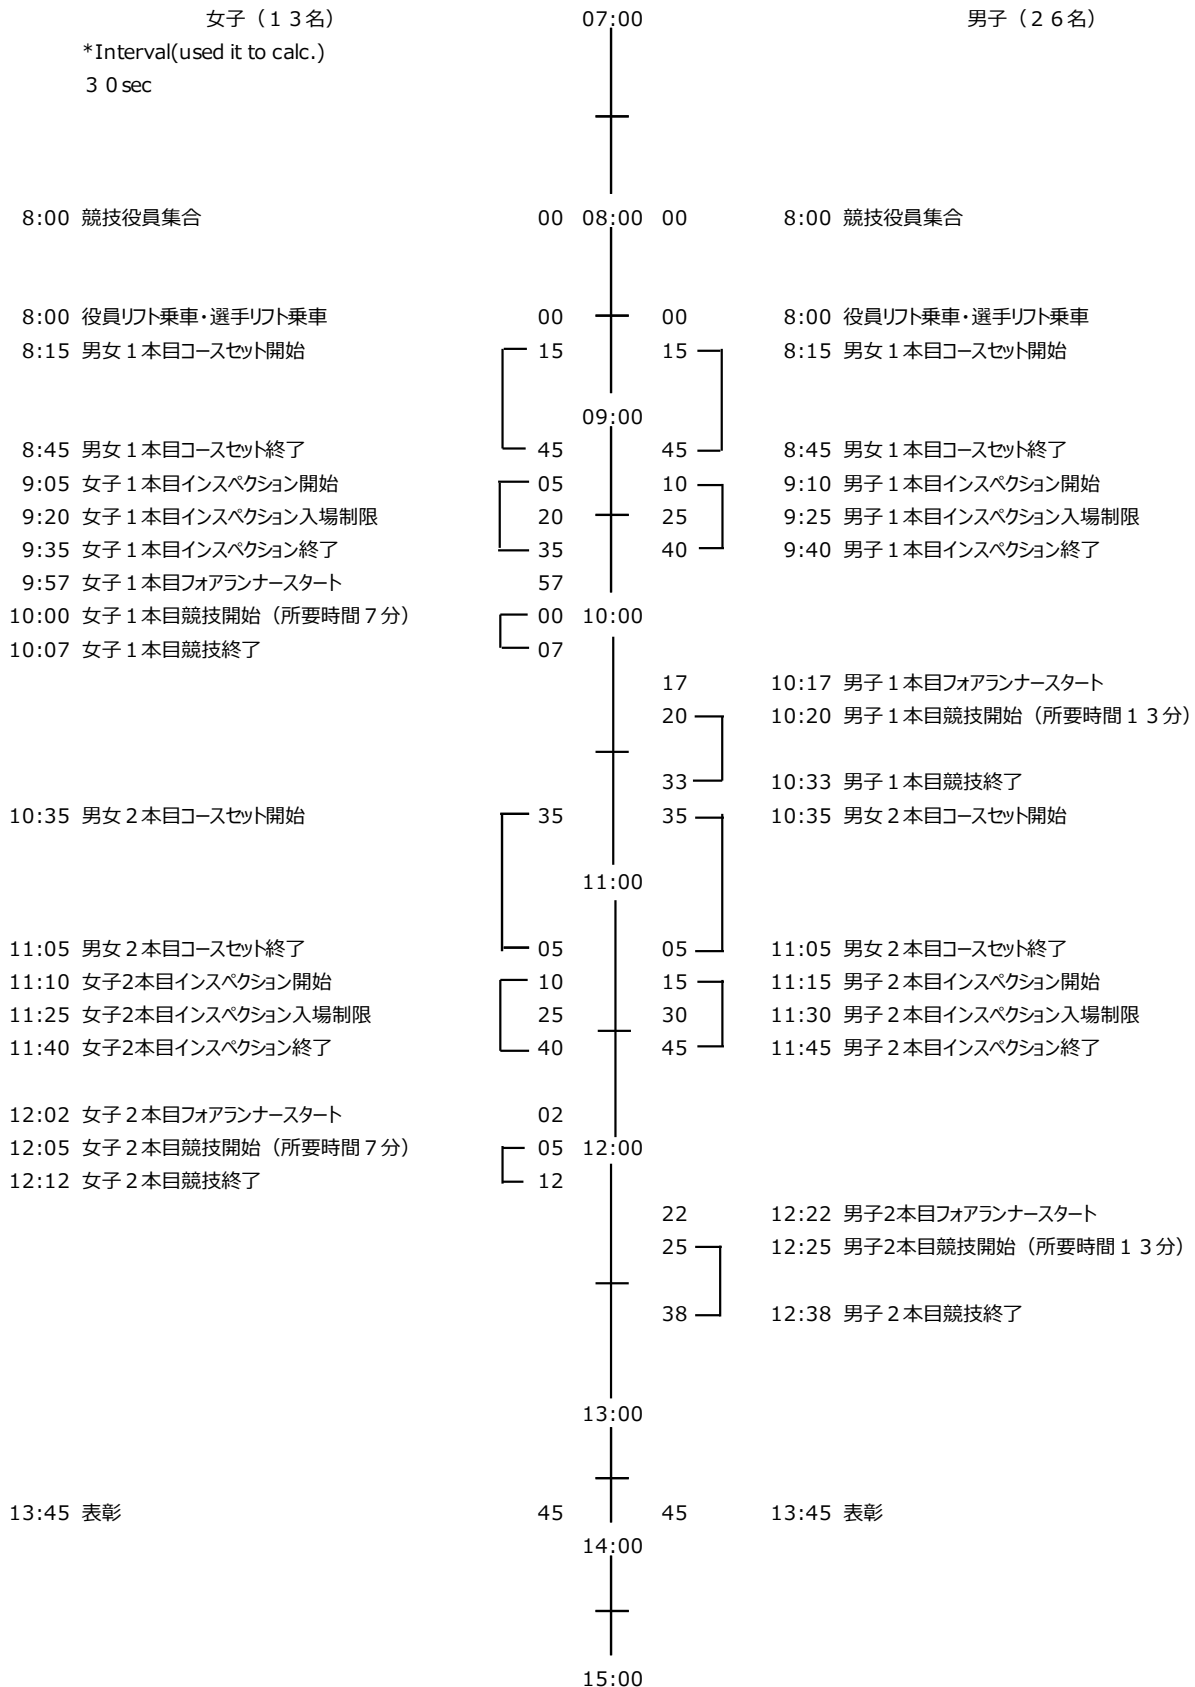 女子（１３名） 07:00 男子（２６名）
*Interval(used it to calc.)
３０sec
8:00 競技役員集合 00 08:00 00 8:00 競技役員集合
8:00 役員リフト乗車・選手リフト乗車 00 00 8:00 役員リフト乗車・選手リフト乗車
8:15 男女１本目コースセット開始 15 15 8:15 男女１本目コースセット開始
09:00
8:45 男女１本目コースセット終了 45 45 8:45 男女１本目コースセット終了
9:05 女子１本目インスペクション開始 05 10 9:10 男子１本目インスペクション開始
9:20 女子１本目インスペクション入場制限 20 25 9:25 男子１本目インスペクション入場制限
9:35 女子１本目インスペクション終了 35 40 9:40 男子１本目インスペクション終了
9:57 女子１本目フォアランナースタート 57
10:00 女子１本目競技開始（所要時間７分） 00 10:00
10:07 女子１本目競技終了 07
17 10:17 男子１本目フォアランナースタート
20 10:20 男子１本目競技開始（所要時間１３分）
33 10:33 男子１本目競技終了
10:35 男女２本目コースセット開始 35 35 10:35 男女２本目コースセット開始
11:00
11:05 男女２本目コースセット終了 05 05 11:05 男女２本目コースセット終了
11:10 女子2本目インスペクション開始 10 15 11:15 男子２本目インスペクション開始
11:25 女子2本目インスペクション入場制限 25 30 11:30 男子２本目インスペクション入場制限
11:40 女子2本目インスペクション終了 40 45 11:45 男子２本目インスペクション終了
12:02 女子２本目フォアランナースタート 02
12:05 女子２本目競技開始（所要時間７分） 05 12:00
12:12 女子２本目競技終了 12
22 12:22 男子2本目フォアランナースタート
25 12:25 男子2本目競技開始（所要時間１３分）
38 12:38 男子２本目競技終了
13:00
13:45 表彰 45 45 13:45 表彰
14:00
15:00